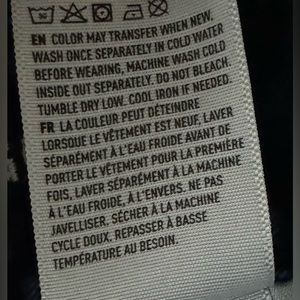 EN COLOR MAY TRANSFER WHEN NEW.
WASH ONCE SEPARATELY IN COLD WATER
BEFORE WEARING, MACHINE WASH COLD
INSIDE OUT SEPARATELY. DO NOT BLEACH.
TUMBLE DRY LOW. COOL IRON IF NEEDED.
FR LA COULEUR PEUT DÉTEINDRE
LORSQUE LE VÊTEMENT EST NEUF, LAVER
SÉPARÉMENT À L'EAU FROIDE AVANT DE
PORTER LE VÊTEMENT POUR LA PREMIÈRE
FOIS, LAVER SÉPARÉMENT À LA MACHINE
À L'EAU FROIDE, À L'ENVERS. NE PAS
JAVELLISER. SÉCHER À LA MACHINE
CYCLE DOUX. REPASSER À BASSE
TEMPÉRATURE AU BESOIN.